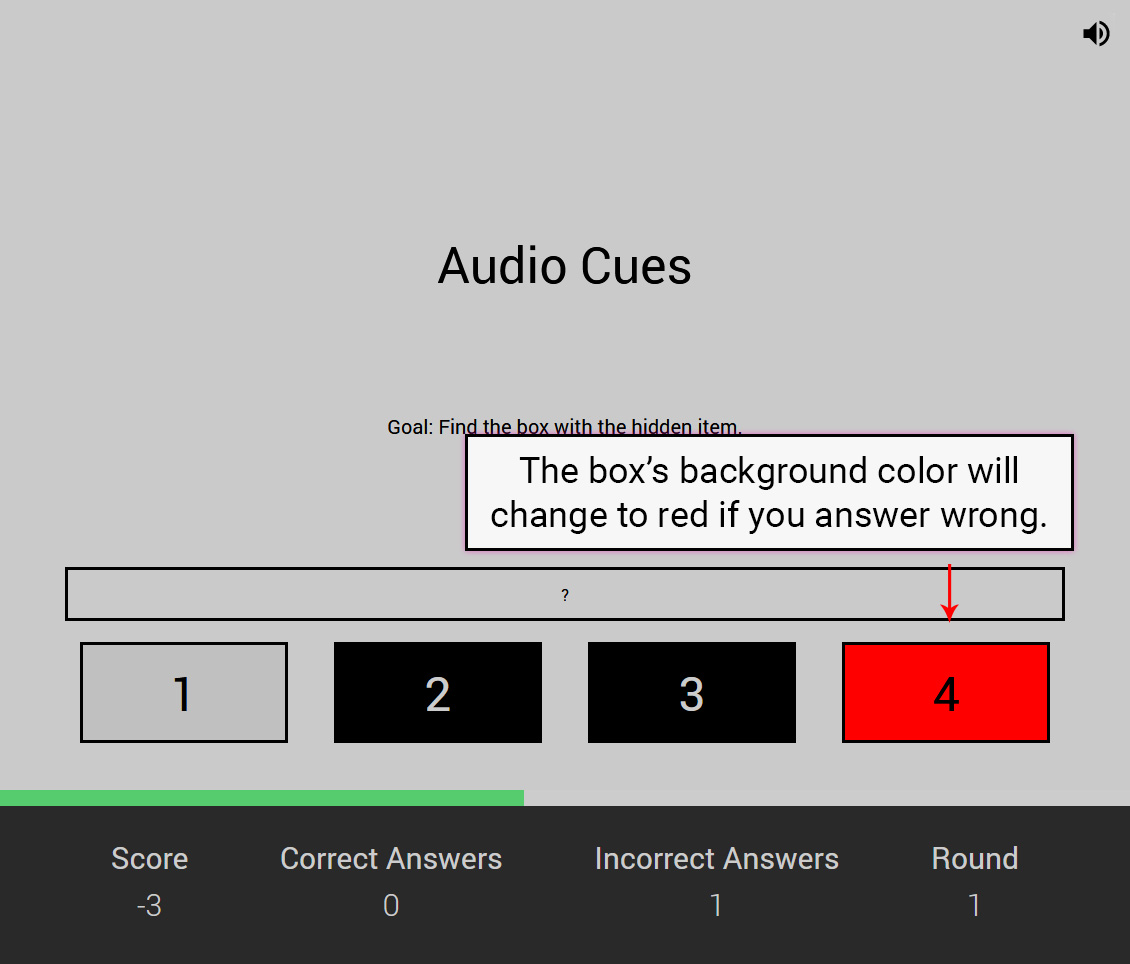 Audio Cues
Goal: Find the box with the hidden item.
The box’s background color will
change to red if you answer wrong.
?
1 2 3 4
Score Correct Answers Incorrect Answers Round
-3 0 1 1